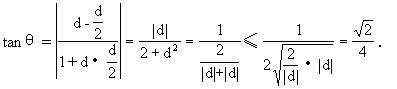 tan θ = | (d - d/2) / (1 + d • d/2) | = |d| / (2 + d²) = 1 / (2/|d| + |d|) ⩽ 1 / (2√(2/|d| • |d|)) = √2/4 .